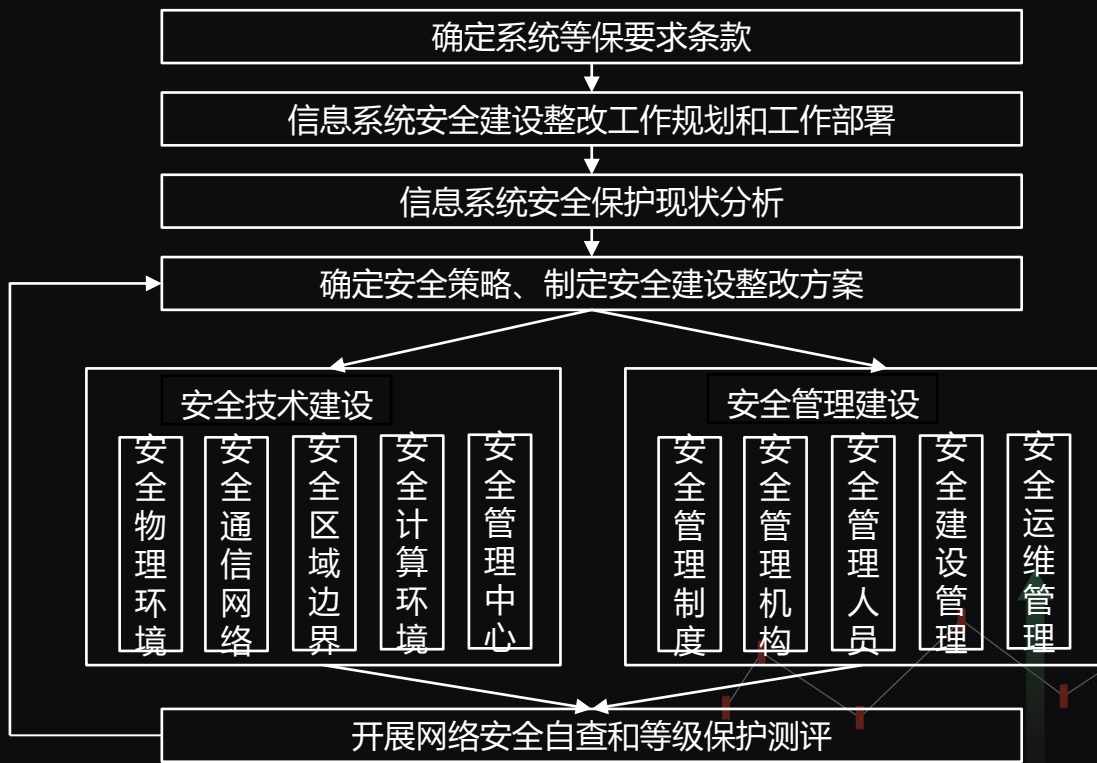 确定系统等保要求条款
信息系统安全建设整改工作规划和工作部署
信息系统安全保护现状分析
确定安全策略、制定安全建设整改方案
安全技术建设
安全物理环境
安全通信网络
安全区域边界
安全计算环境
安全管理中心
安全管理建设
安全管理制度
安全管理机构
安全管理人员
安全建设管理
安全运维管理
开展网络安全自查和等级保护测评